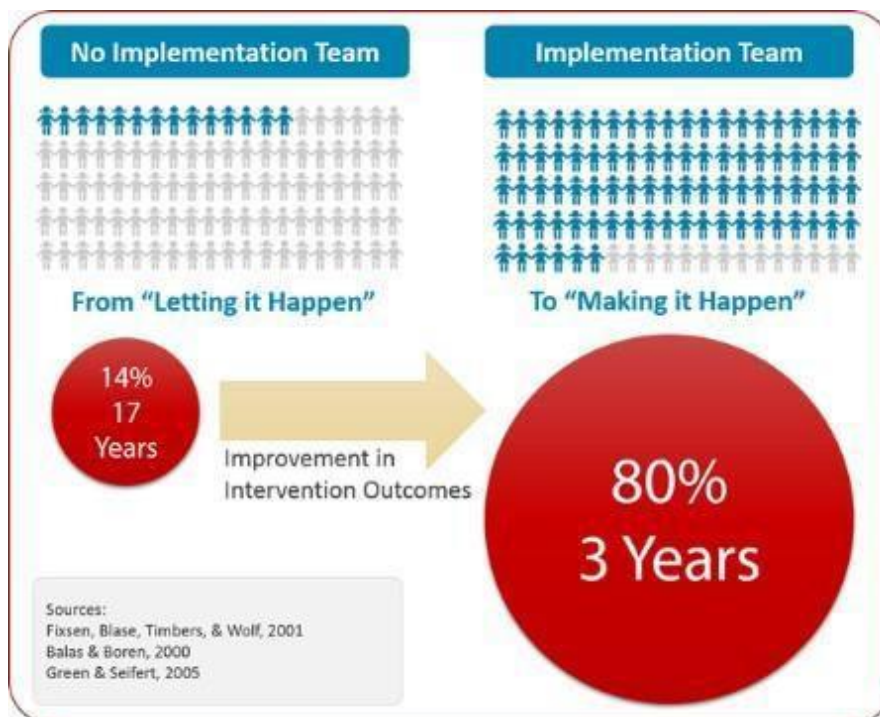 No Implementation Team
Implementation Team
From “Letting it Happen”
To “Making it Happen”
14%
17
Years
Improvement in
Intervention Outcomes
80%
3 Years
Sources:
Fixsen, Blase, Timbers, & Wolf, 2001
Balas & Boren, 2000
Green & Seifert, 2005